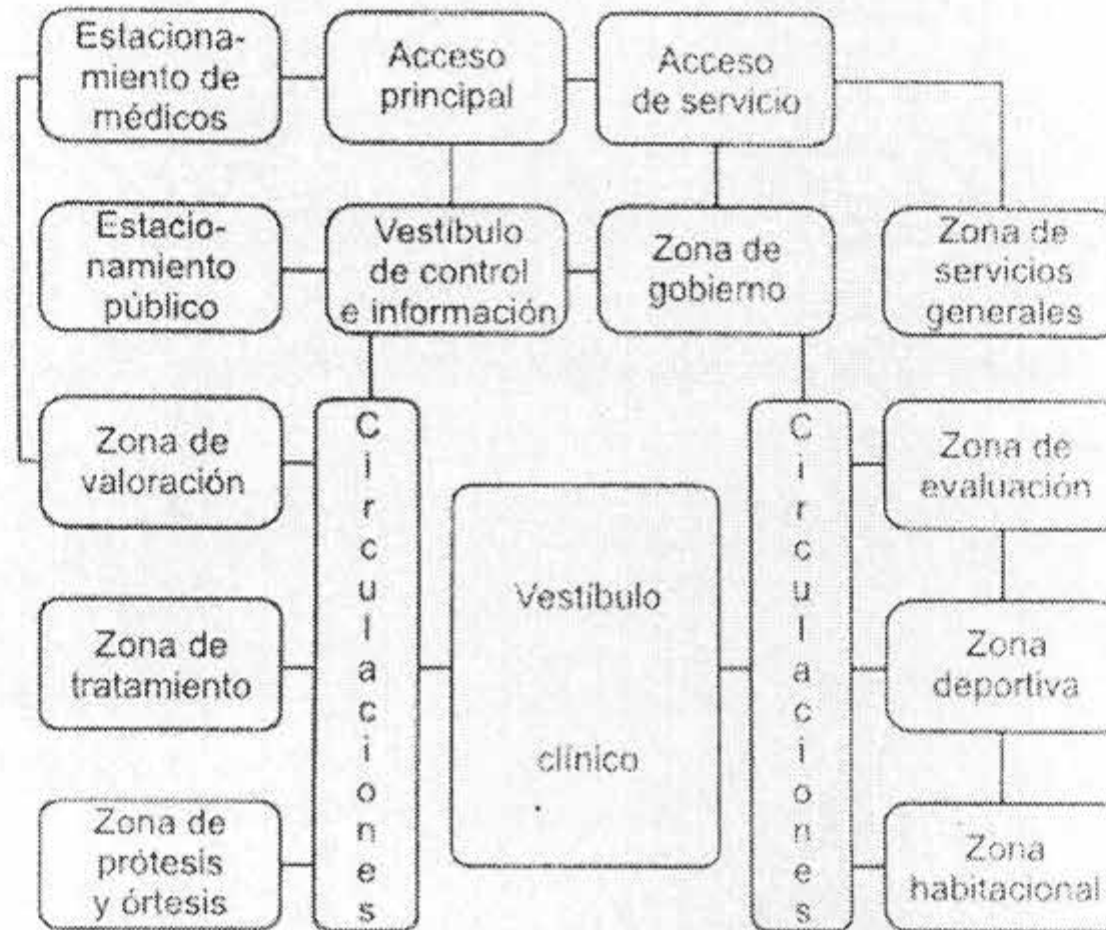 Estaciona-
miento de
médicos
Acceso
principal
Acceso
de servicio
Estacio-
namiento
público
Vestíbulo
de control
e información
Zona de
gobierno
Zona de
servicios
generales
Zona de
valoración
Circulaciones
Vestíbulo
clínico
Circulaciones
Zona de
evaluación
Zona de
tratamiento
Zona
deportiva
Zona de
prótesis
y órtesis
Zona
habitacional